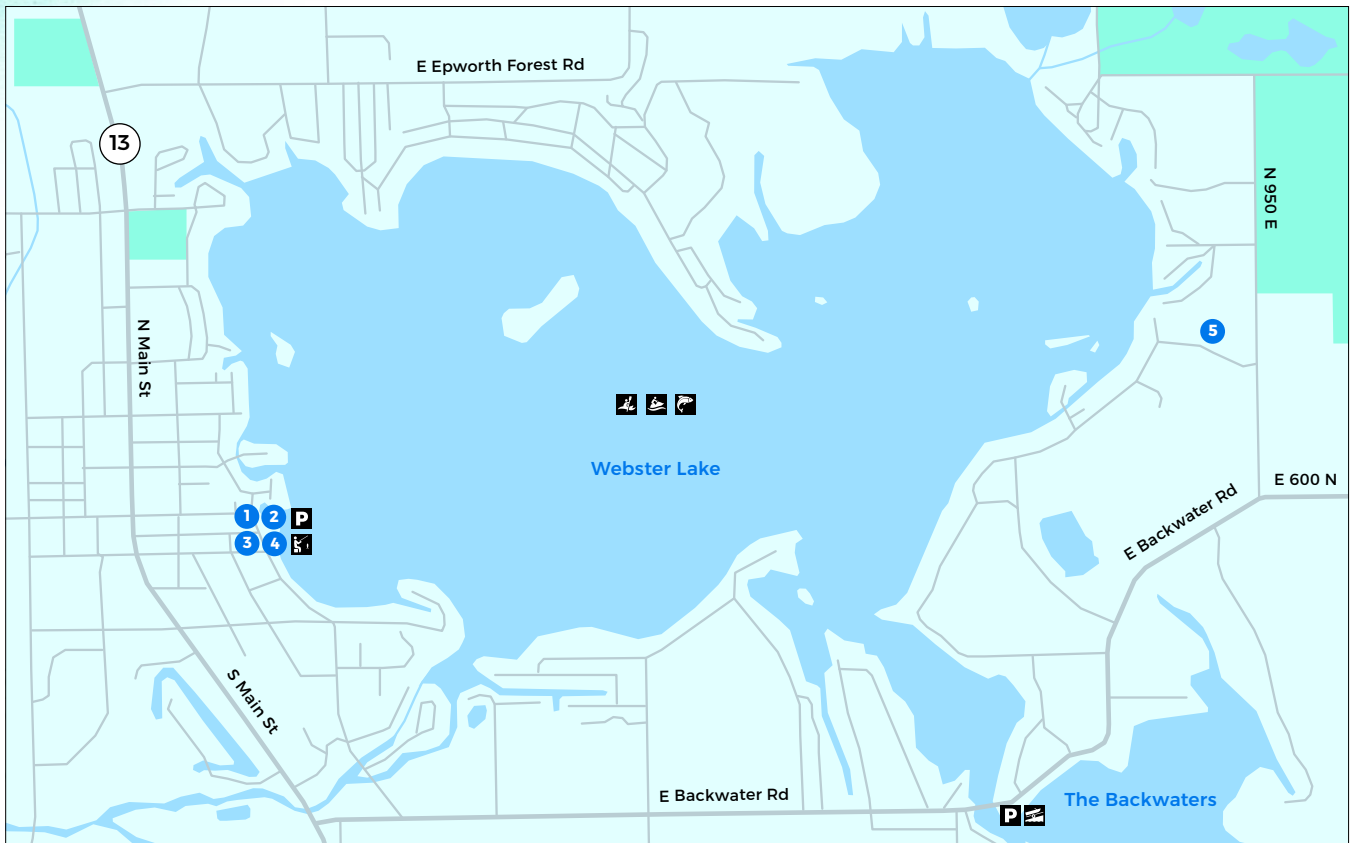 E Epworth Forest Rd
13
N 950 E
N Main St
5
Webster Lake
E 600 N
1 2 P
3 4
E Backwater Rd
S Main St
E Backwater Rd
The Backwaters
P